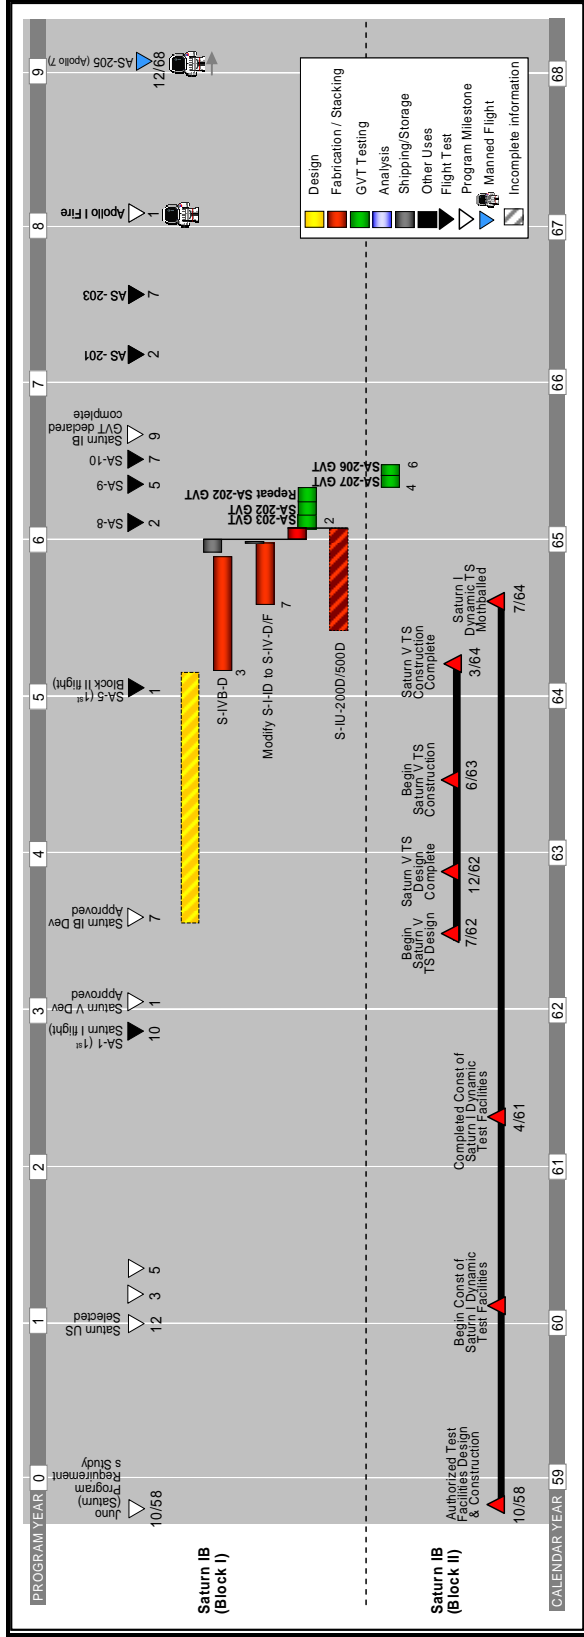 PROGRAM YEAR
0
1
2
3
4
5
6
7
8
9
Juno
(Saturn)
Program
Requirement
s Study
10/58
Saturn US
Selected
12
3
5
SA-1 (1st
Saturn I flight)
10
Saturn V Dev
Approved
1
Saturn IB Dev
Approved
7
SA-5 (1st
Block II flight)
1
SA-8
2
SA-9
5
SA-10
7
Saturn IB
GVT declared
complete
9
AS-201
2
AS-203
7
Apollo I Fire
1
AS-205 (Apollo 7)
12/68
Saturn IB
(Block I)
S-IVB-D
3
Modify S-I-ID to S-IV-D/F
7
S-IU-200D/500D
2
SA-203 GVT
SA-202 GVT
Repeat SA-202 GVT
SA-207 GVT
SA-206 GVT
4
6
Saturn IB
(Block II)
Begin
Saturn V
TS Design
7/62
Saturn V TS
Design
Complete
12/62
Begin
Saturn V TS
Construction
6/63
Saturn V TS
Construction
Complete
3/64
Authorized Test
Facilities Design
& Construction
10/58
Begin Const of
Saturn I Dynamic
Test Facilities
Completed Const of
Saturn I Dynamic
Test Facilities
4/61
Saturn I
Dynamic TS
Mothballed
7/64
Design
Fabrication / Stacking
GVT Testing
Analysis
Shipping/Storage
Other Uses
Flight Test
Program Milestone
Manned Flight
Incomplete information
CALENDAR YEAR
59
60
61
62
63
64
65
66
67
68